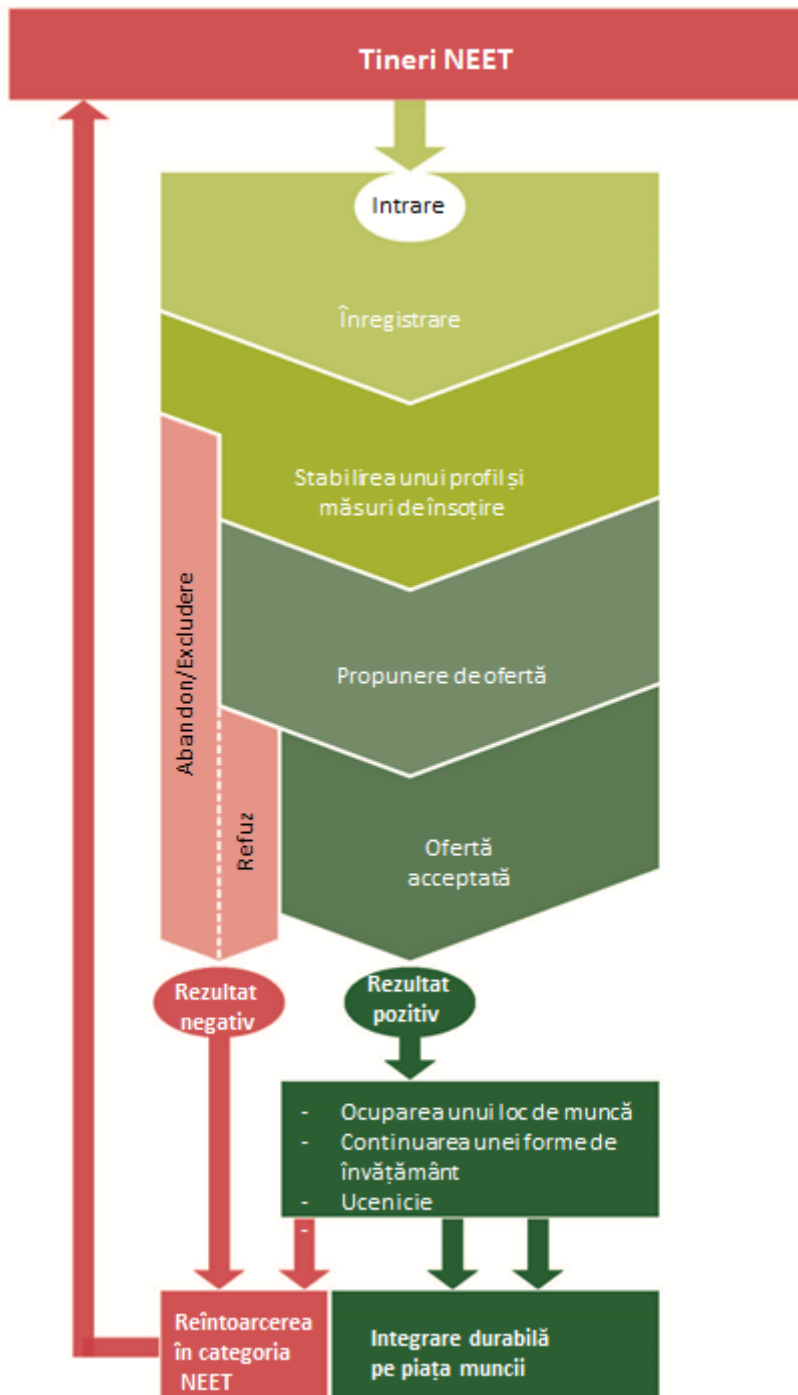 Tineri NEET
Intrare
Înregistrare
Stabilirea unui profil și
măsuri de însoțire
Propunere de ofertă
Abandon/Excludere
Refuz
Ofertă
acceptată
Rezultat
negativ
Rezultat
pozitiv
- Ocuparea unui loc de muncă
- Continuarea unei forme de
învățământ
- Ucenicie
-
Reîntoarcerea
în categoria
NEET
Integrare durabilă
pe piața muncii